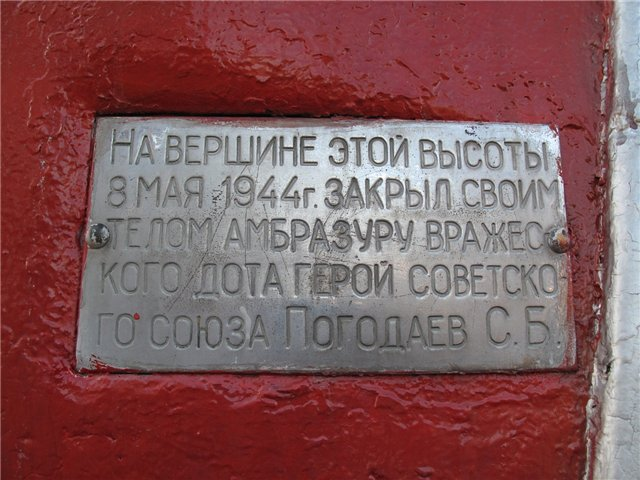 НА ВЕРШИНЕ ЭТОЙ ВЫСОТЫ
8 МАЯ 1944г. ЗАКРЫЛ СВОИМ
ТЕЛОМ АМБРАЗУРУ ВРАЖЕС-
КОГО ДОТА ГЕРОЙ СОВЕТСКО
ГО СОЮЗА ПОГОДАЕВ С.Б.